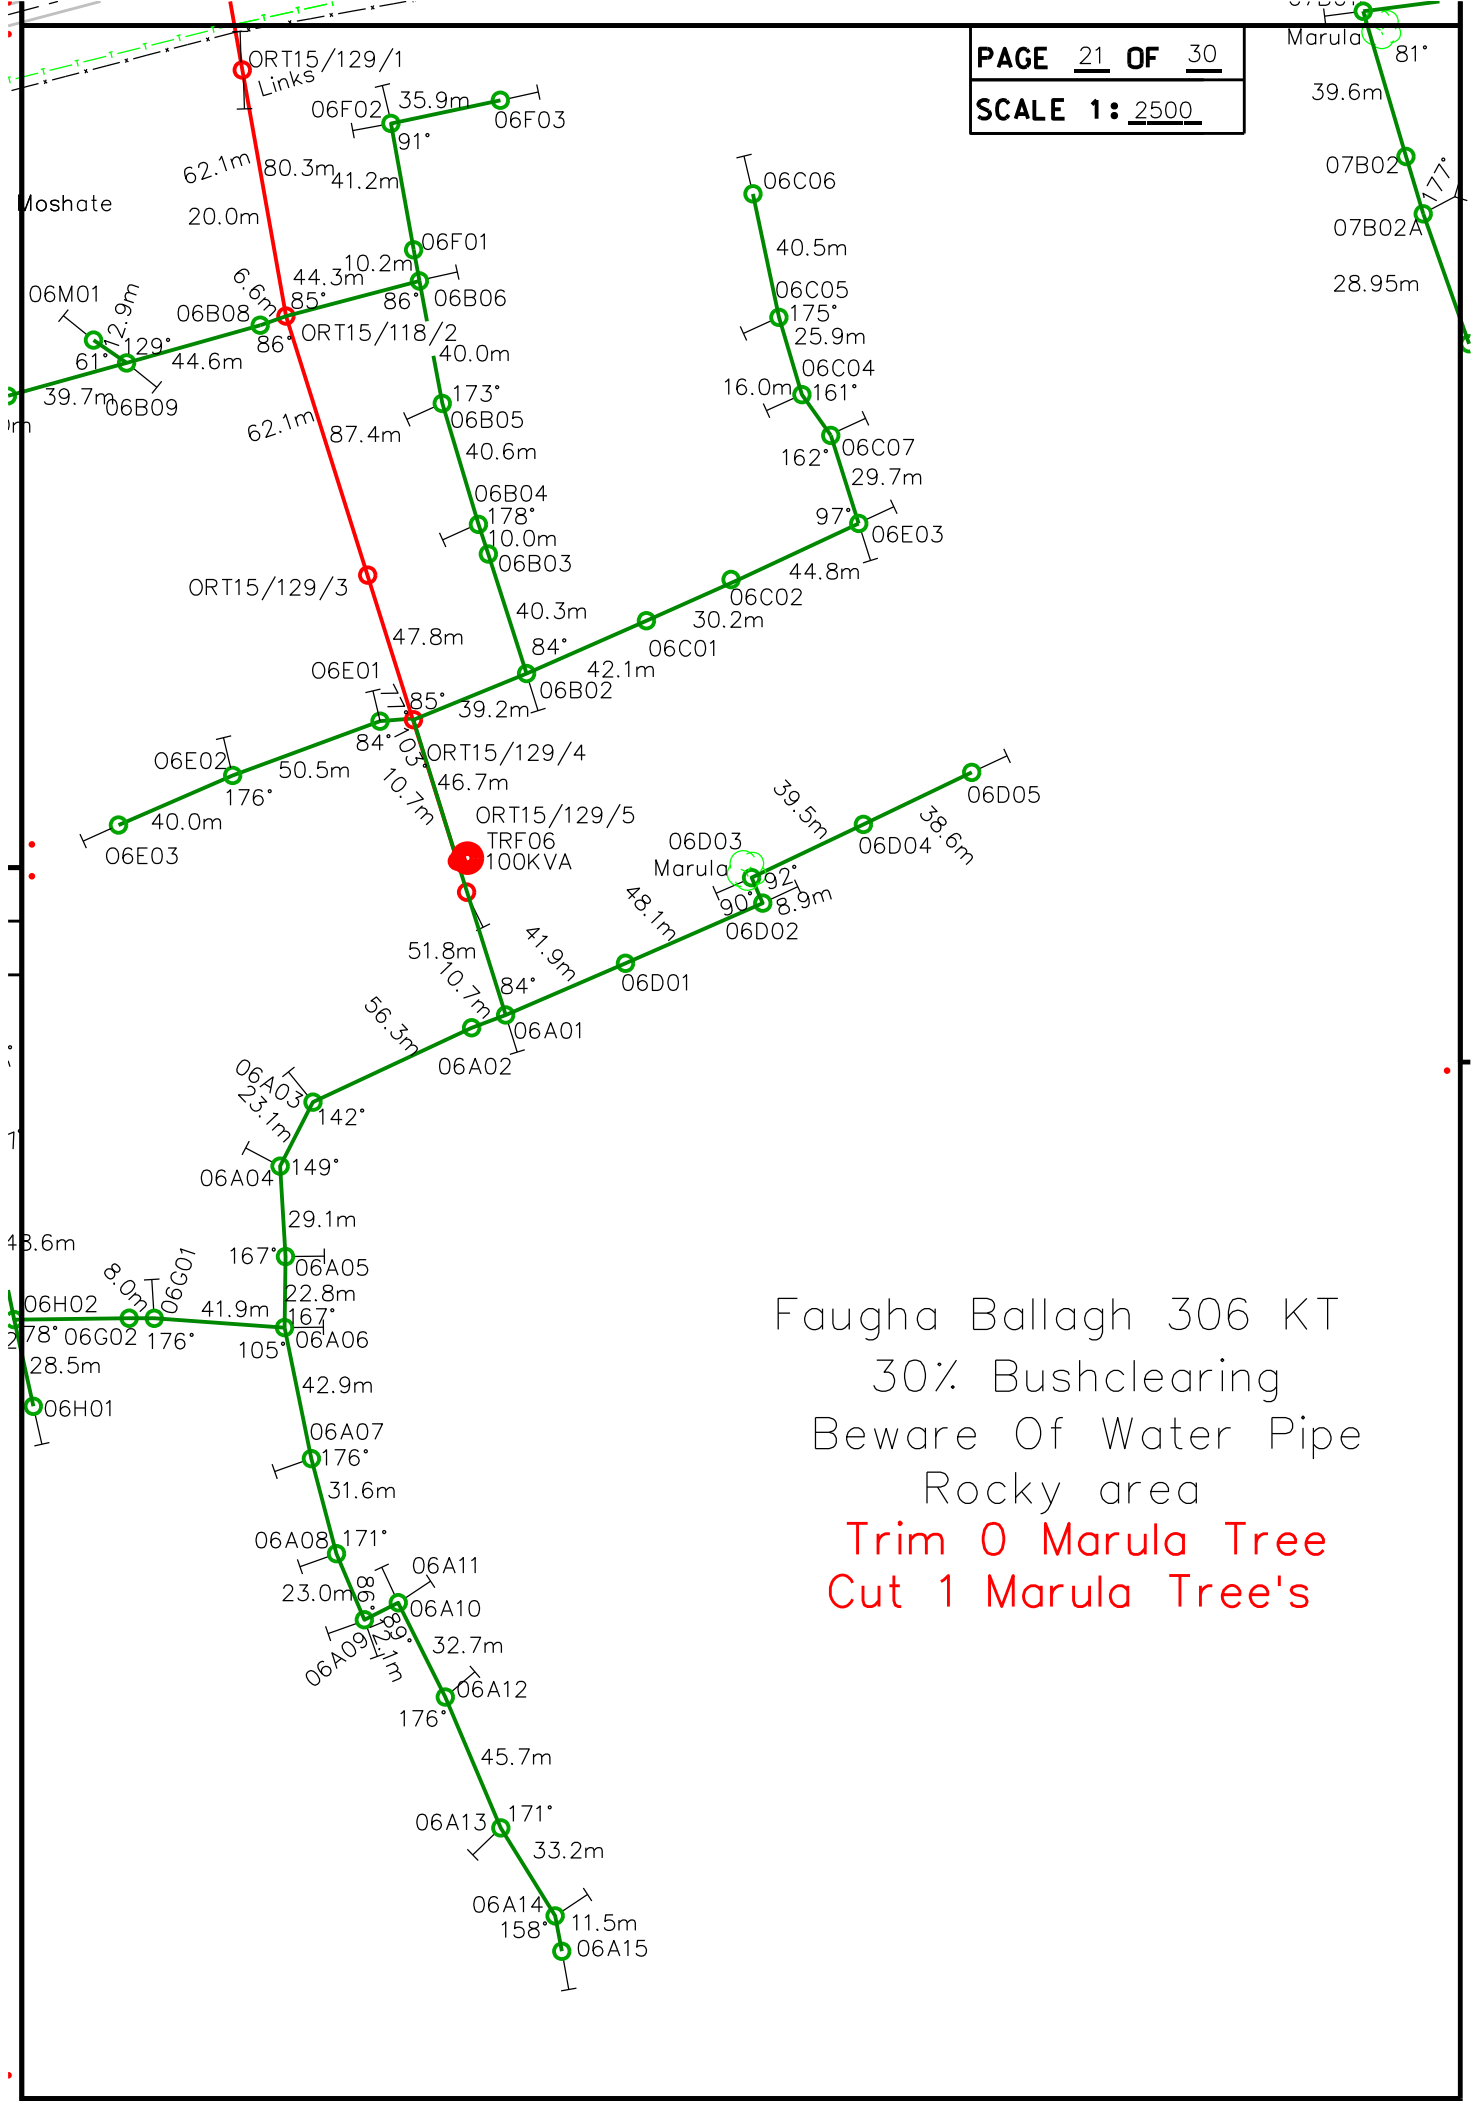 PAGE 21 OF 30
SCALE 1: 2500
Marula
81°
39.6m
07B02
177°
07B02A
28.95m
ORT15/129/1
Links
06F02
35.9m
06F03
91°
62.1m
80.3m
41.2m
20.0m
Moshate
06F01
10.2m
44.3m
6.6m
85°
86°
06B06
06M01
12.9m
06B08
86°
ORT15/118/2
61°
129°
44.6m
39.7m
06B09
40.0m
173°
06B05
62.1m
87.4m
40.6m
06C06
40.5m
06C05
175°
25.9m
06C04
16.0m
161°
06C07
162°
29.7m
97°
06E03
44.8m
06B04
178°
10.0m
06B03
ORT15/129/3
06C02
30.2m
06C01
40.3m
47.8m
84°
42.1m
06B02
06E01
77°
85°
39.2m
84°
103°
ORT15/129/4
06E02
50.5m
176°
10.7m
46.7m
40.0m
06E03
ORT15/129/5
TRF06
100KVA
06D05
39.5m
38.6m
06D04
06D03
Marula
92°
90°
8.9m
06D02
48.1m
41.9m
06D01
51.8m
10.7m
84°
06A01
56.3m
06A02
06A03
23.1m
142°
149°
06A04
29.1m
48.6m
167°
06A05
22.8m
8.0m
06G01
06H02
41.9m
167°
78°
06G02
176°
105°
06A06
28.5m
42.9m
06H01
06A07
176°
31.6m
06A08
171°
23.0m
86°
06A11
06A10
89°
12.1m
06A09
32.7m
06A12
176°
45.7m
06A13
171°
33.2m
06A14
158°
11.5m
06A15
Faugha Ballagh 306 KT
30% Bushclearing
Beware Of Water Pipe
Rocky area
Trim 0 Marula Tree
Cut 1 Marula Tree's